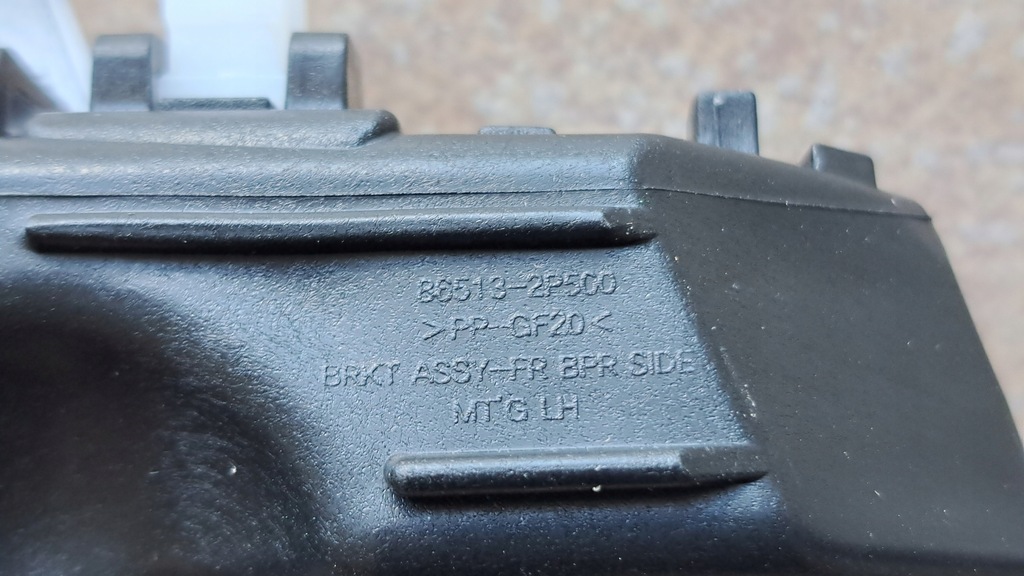 86513-2P500
>PP-GF20<
BRKT ASSY-FR BPR SIDE
MT'G LH